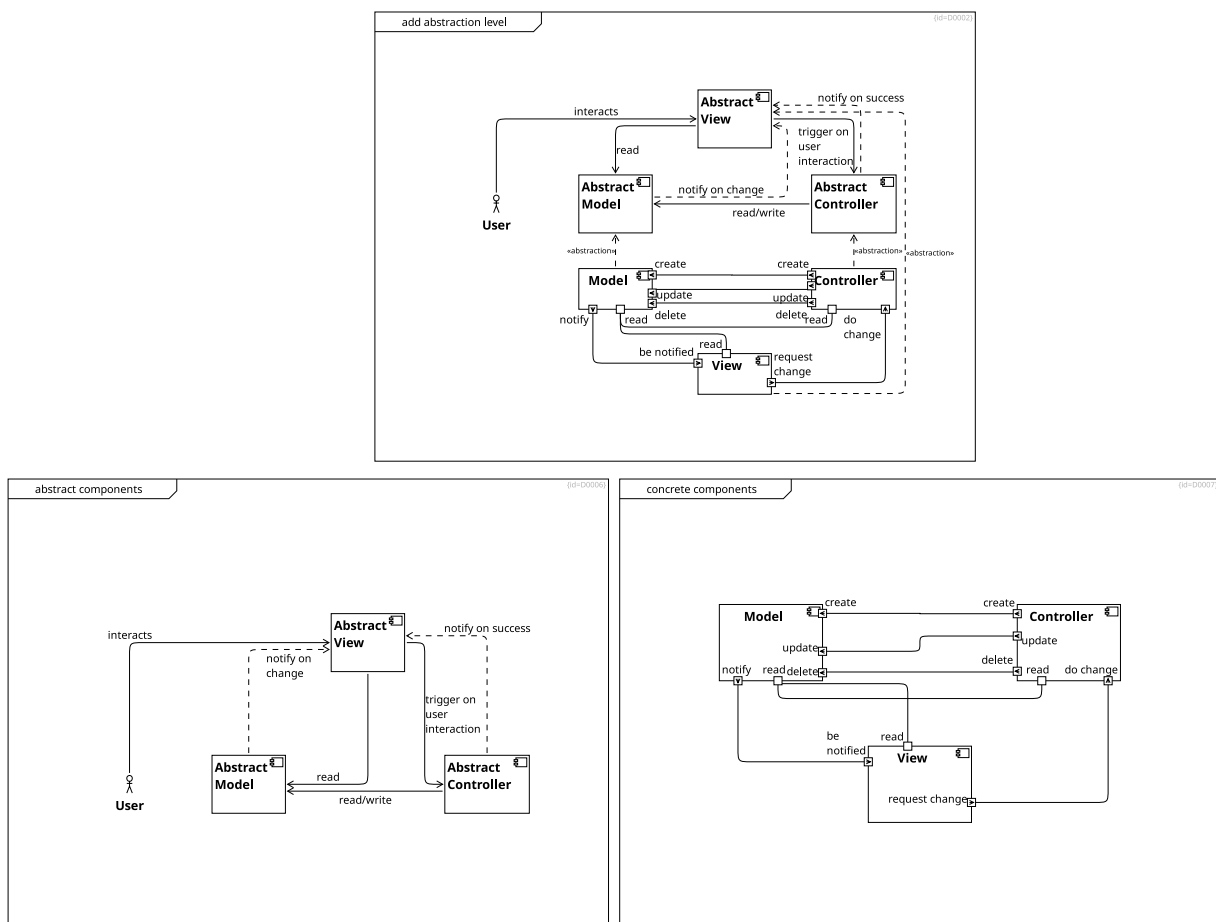 add abstraction level
(id=D0002)
Abstract
View
notify on success
interacts
trigger on
user
interaction
read
Abstract
Model
notify on change
Abstract
Controller
read/write
User
«abstraction»
«abstraction»
«abstraction»
Model
create
create
Controller
update
update
notify
read
delete
delete
read
do
change
be notified
read
View
request
change
abstract components
(id=D0006)
Abstract
View
notify on success
interacts
notify on
change
trigger on
user
interaction
Abstract
Model
read
Abstract
Controller
read/write
User
concrete components
(id=D0007)
Model
create
create
Controller
update
update
notify
read
delete
delete
read
do change
be
notified
read
View
request change